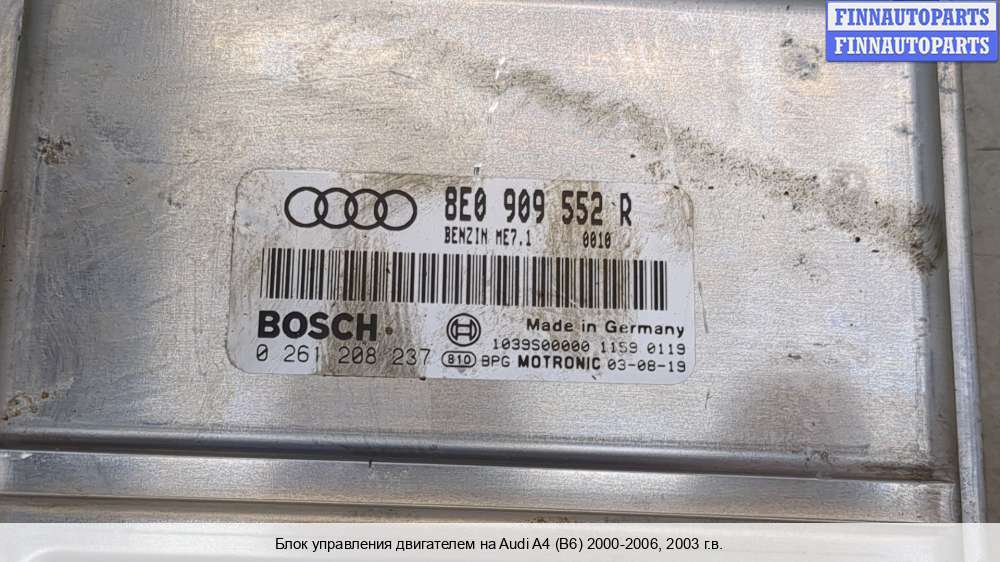 FINNAUTOPARTS
FINNAUTOPARTS
8E0 909 552 R
BENZIN ME7.1 0010
BOSCH
Made in Germany
0 261 208 237
1039S00000 1159 0119
810 BPG MOTRONIC 03-08-19
Блок управления двигателем на Audi A4 (B6) 2000-2006, 2003 г.в.